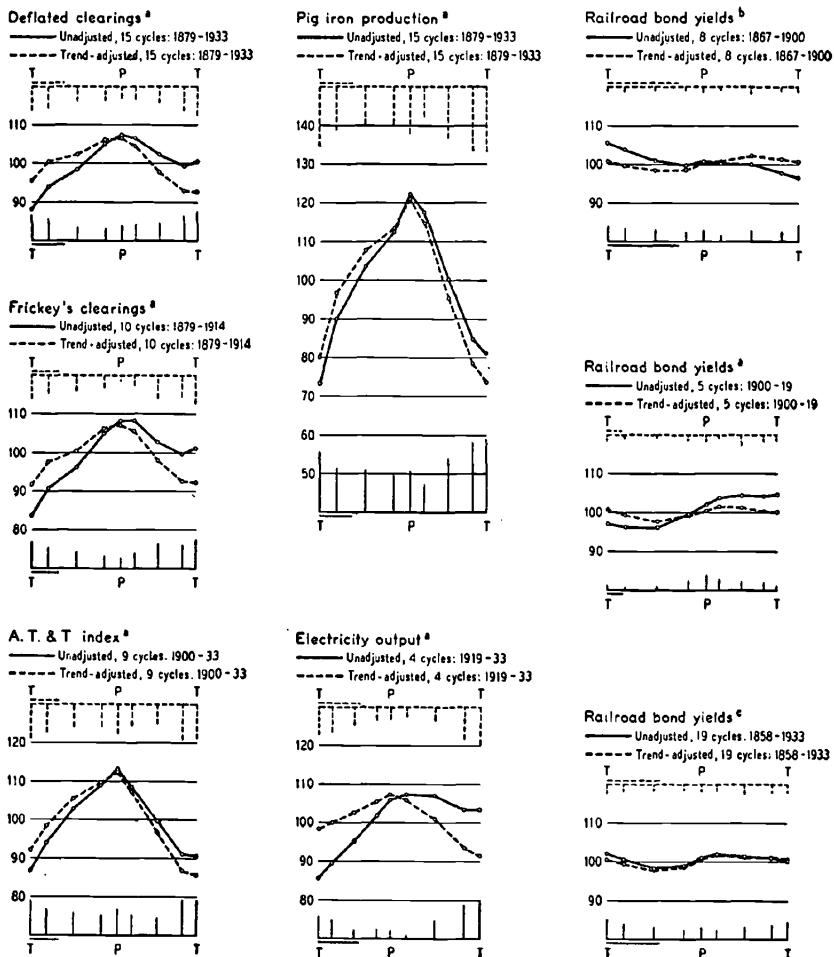 Deflated clearings a
Unadjusted, 15 cycles: 1879-1933
Trend-adjusted, 15 cycles: 1879-1933
T P T
110
100
90
T P T
Frickey's clearings a
Unadjusted, 10 cycles: 1879-1914
Trend-adjusted, 10 cycles: 1879-1914
T P T
110
100
90
80
T P T
A. T. & T index a
Unadjusted, 9 cycles. 1900-33
Trend-adjusted, 9 cycles. 1900-33
T P T
120
110
100
90
80
T P T
Pig iron production a
Unadjusted, 15 cycles: 1879-1933
Trend-adjusted, 15 cycles: 1879-1933
T P T
140
130
120
110
100
90
80
70
60
50
T P T
Electricity output a
Unadjusted, 4 cycles: 1919-33
Trend-adjusted, 4 cycles: 1919-33
T P T
120
110
100
90
80
T P T
Railroad bond yields b
Unadjusted, 8 cycles: 1867-1900
Trend-adjusted, 8 cycles. 1867-1900
T P T
110
100
90
T P T
Railroad bond yields a
Unadjusted, 5 cycles: 1900-19
Trend-adjusted, 5 cycles: 1900-19
T P T
110
100
90
T P T
Railroad bond yields c
Unadjusted, 19 cycles: 1858-1933
Trend-adjusted, 19 cycles: 1858-1933
T P T
110
100
90
T P T